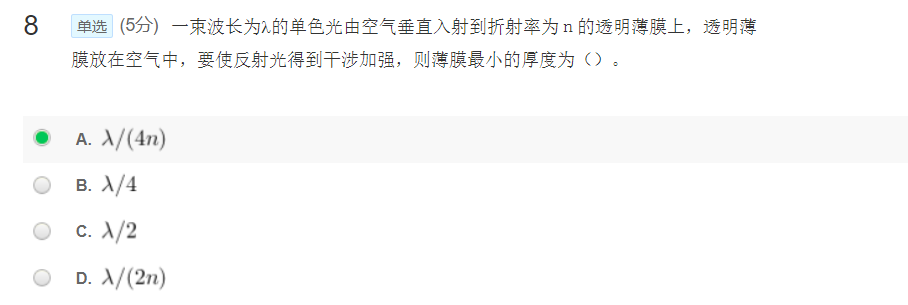 8 单选 (5分) 一束波长为λ的单色光由空气垂直入射到折射率为 n 的透明薄膜上，透明薄
膜放在空气中，要使反射光得到干涉加强，则薄膜最小的厚度为（）。
A. λ/(4n)
B. λ/4
C. λ/2
D. λ/(2n)